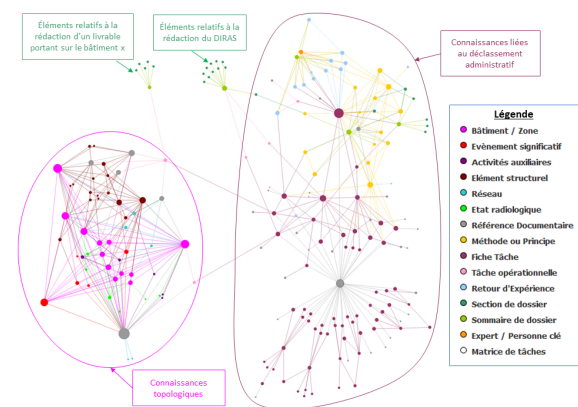 Éléments relatifs à la
rédaction d'un livrable
portant sur le bâtiment x
Éléments relatifs à la
rédaction du DIRAS
Connaissances liées
au déclassement
administratif
Légende
Bâtiment / Zone
Evènement significatif
Activités auxiliaires
Elément structurel
Réseau
Etat radiologique
Référence Documentaire
Méthode ou Principe
Fiche Tâche
Tâche opérationnelle
Retour d'Expérience
Section de dossier
Sommaire de dossier
Expert / Personne clé
Matrice de tâches
Connaissances
topologiques